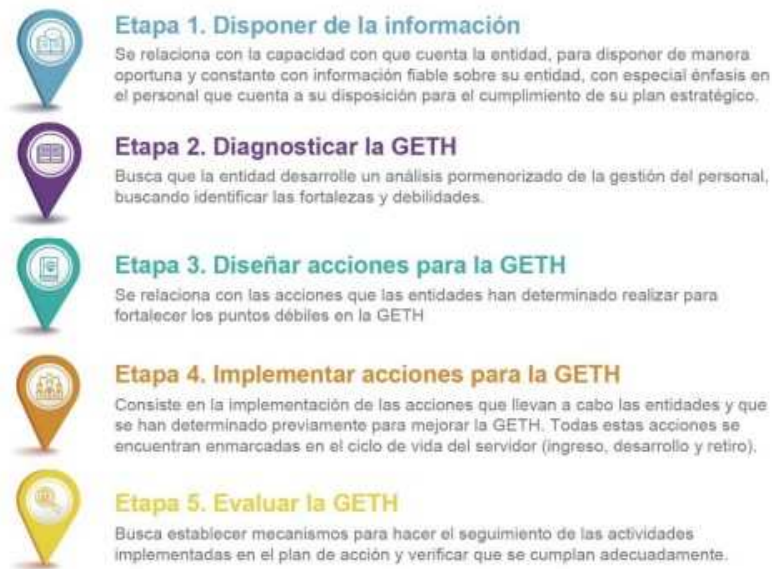 Etapa 1. Disponer de la información
Se relaciona con la capacidad con que cuenta la entidad, para disponer de manera
oportuna y constante con información fiable sobre su entidad, con especial énfasis en
el personal que cuenta a su disposición para el cumplimiento de su plan estratégico.
Etapa 2. Diagnosticar la GETH
Busca que la entidad desarrolle un análisis pormenorizado de la gestión del personal,
buscando identificar las fortalezas y debilidades.
Etapa 3. Diseñar acciones para la GETH
Se relaciona con las acciones que las entidades han determinado realizar para
fortalecer los puntos débiles en la GETH
Etapa 4. Implementar acciones para la GETH
Consiste en la implementación de las acciones que llevan a cabo las entidades y que
se han determinado previamente para mejorar la GETH. Todas estas acciones se
encuentran enmarcadas en el ciclo de vida del servidor (ingreso, desarrollo y retiro).
Etapa 5. Evaluar la GETH
Busca establecer mecanismos para hacer el seguimiento de las actividades
implementadas en el plan de acción y verificar que se cumplan adecuadamente.